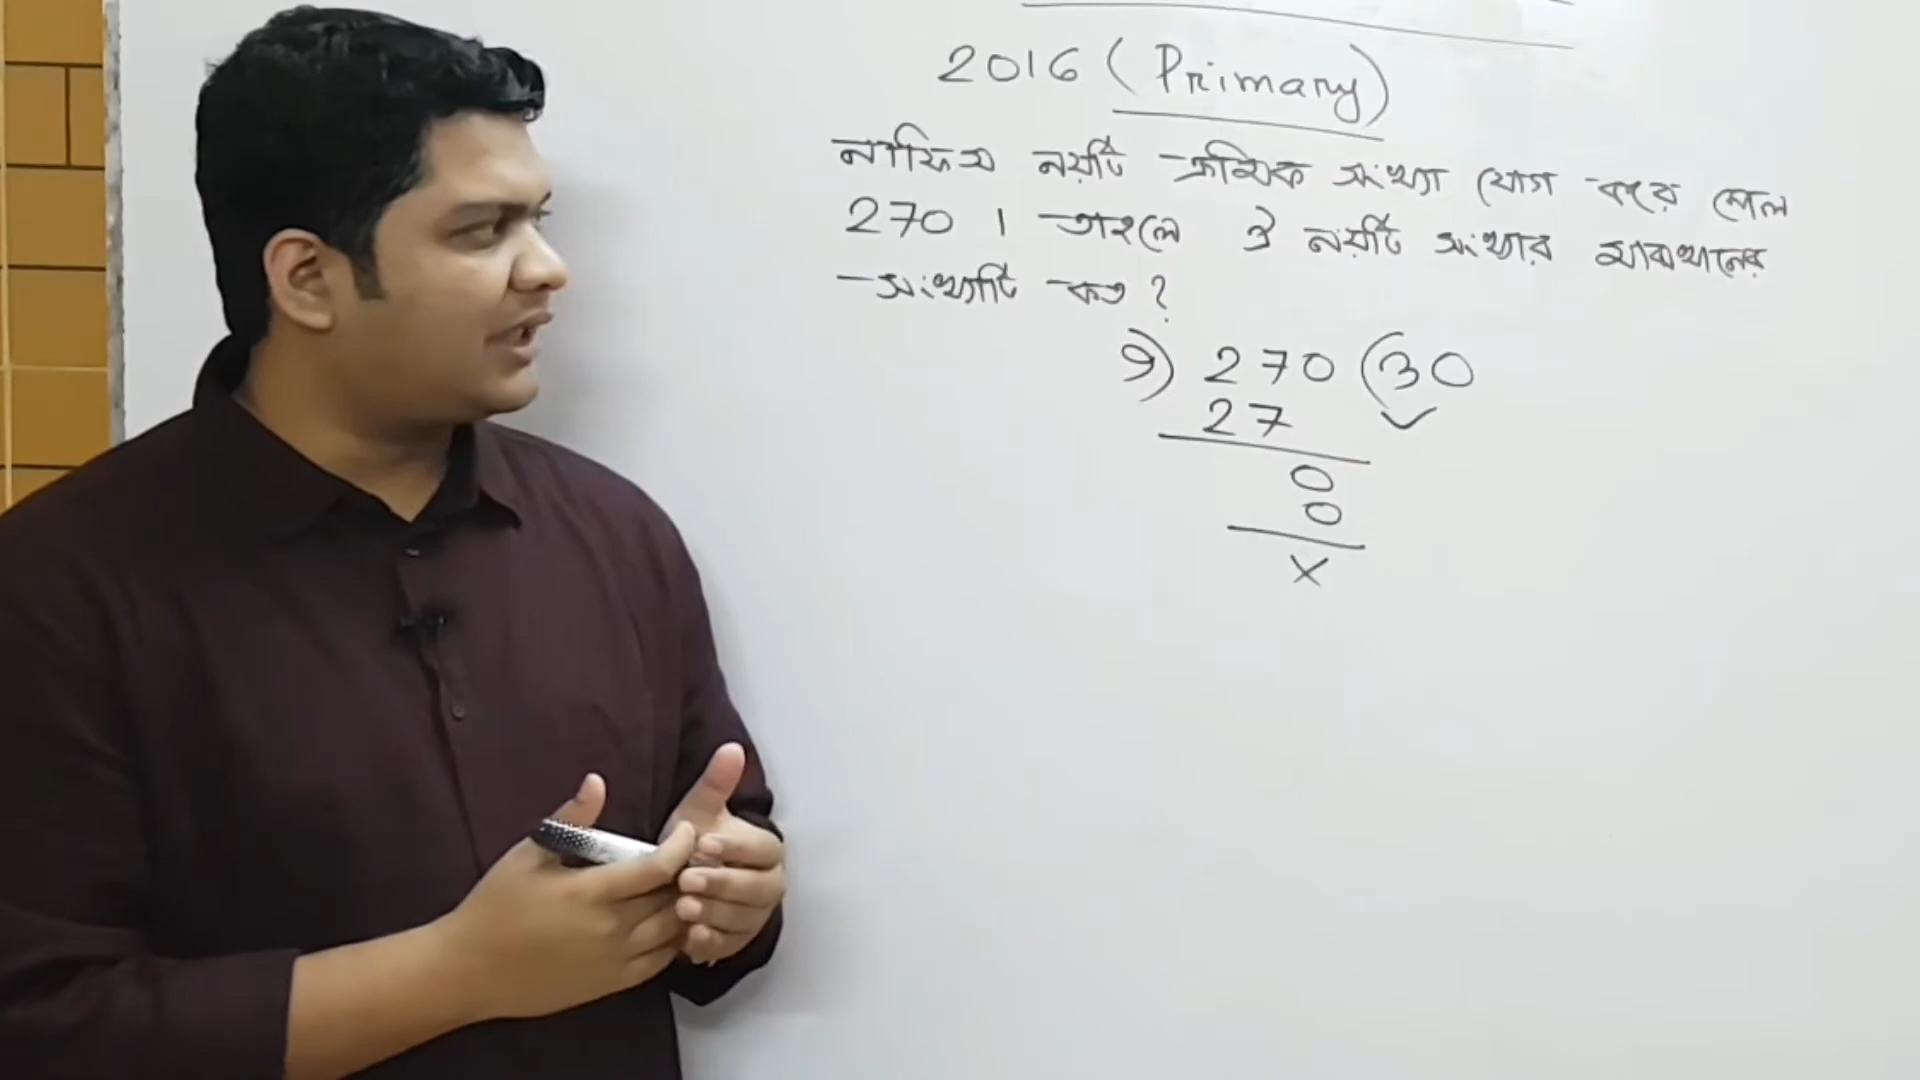 2016 (Primary)
নাফিস নয়টি ক্রমিক সংখ্যা যোগ করে পেল
270 । তাহলে ঐ নয়টি সংখ্যার মাঝখানের
সংখ্যাটি কত ?
9) 270 (30
27
0
0
x